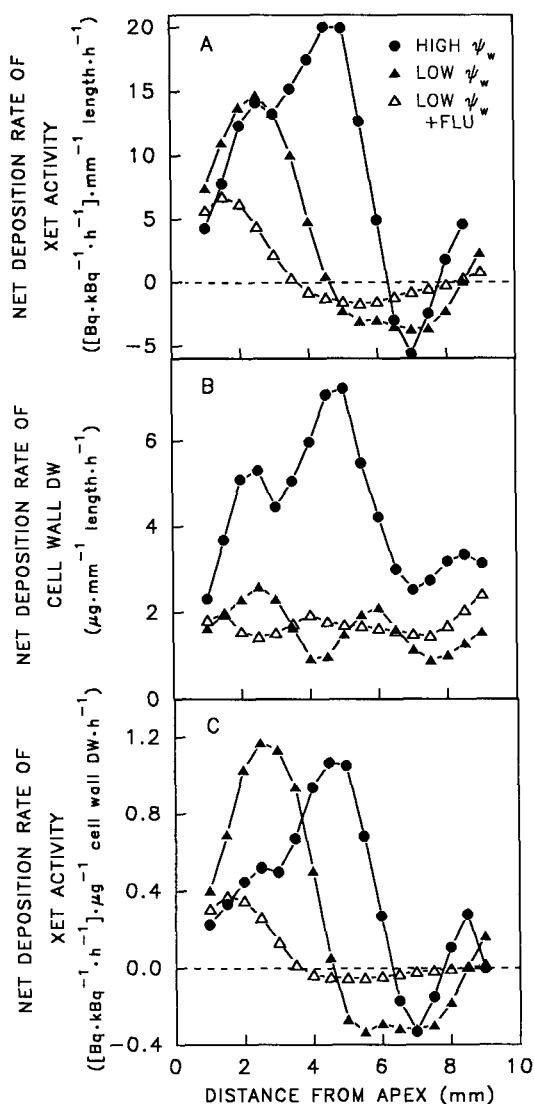 NET DEPOSITION RATE OF
XET ACTIVITY
([Bq·kBq⁻¹·h⁻¹]·mm⁻¹ length·h⁻¹)
20
15
10
5
0
−5
A
HIGH ψw
LOW ψw
LOW ψw
+FLU
NET DEPOSITION RATE OF
CELL WALL DW
(μg·mm⁻¹ length·h⁻¹)
6
4
2
0
B
NET DEPOSITION RATE OF
XET ACTIVITY
([Bq·kBq⁻¹·h⁻¹]·μg⁻¹ cell wall DW·h⁻¹)
1.2
0.8
0.4
0.0
−0.4
C
0 2 4 6 8 10
DISTANCE FROM APEX (mm)